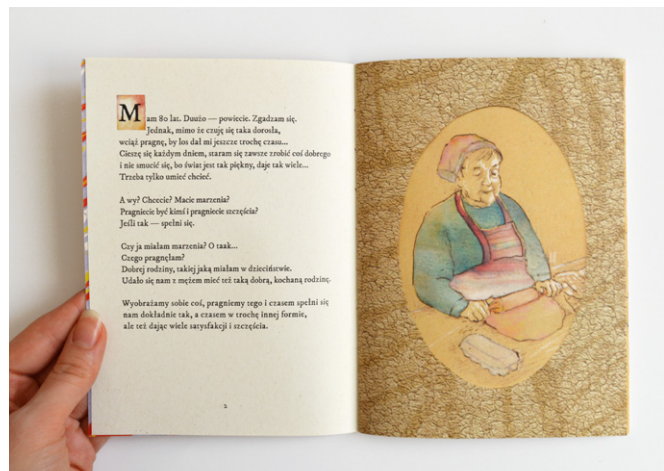 Mam 80 lat. Duużo — powiecie. Zgadzam się.
Jednak, mimo że czuję się taka dorosła,
wciąż pragnę, by los dał mi jeszcze trochę czasu...
Cieszę się każdym dniem, staram się zawsze zrobić coś dobrego
i nie smucić się, bo świat jest tak piękny, daje tak wiele...
Trzeba tylko umieć chcieć.
A wy? Chcecie? Macie marzenia?
Pragniecie być kimś i pragniecie szczęścia?
Jeśli tak — spełni się.
Czy ja miałam marzenia? O taak...
Czego pragnęłam?
Dobrej rodziny, takiej jaką miałam w dzieciństwie.
Udało się nam z mężem mieć też taką dobrą, kochaną rodzinę.
Wyobrażamy sobie coś, pragniemy tego i czasem spełni się
nam dokładnie tak, a czasem w trochę innej formie,
ale też dając wiele satysfakcji i szczęścia.
2